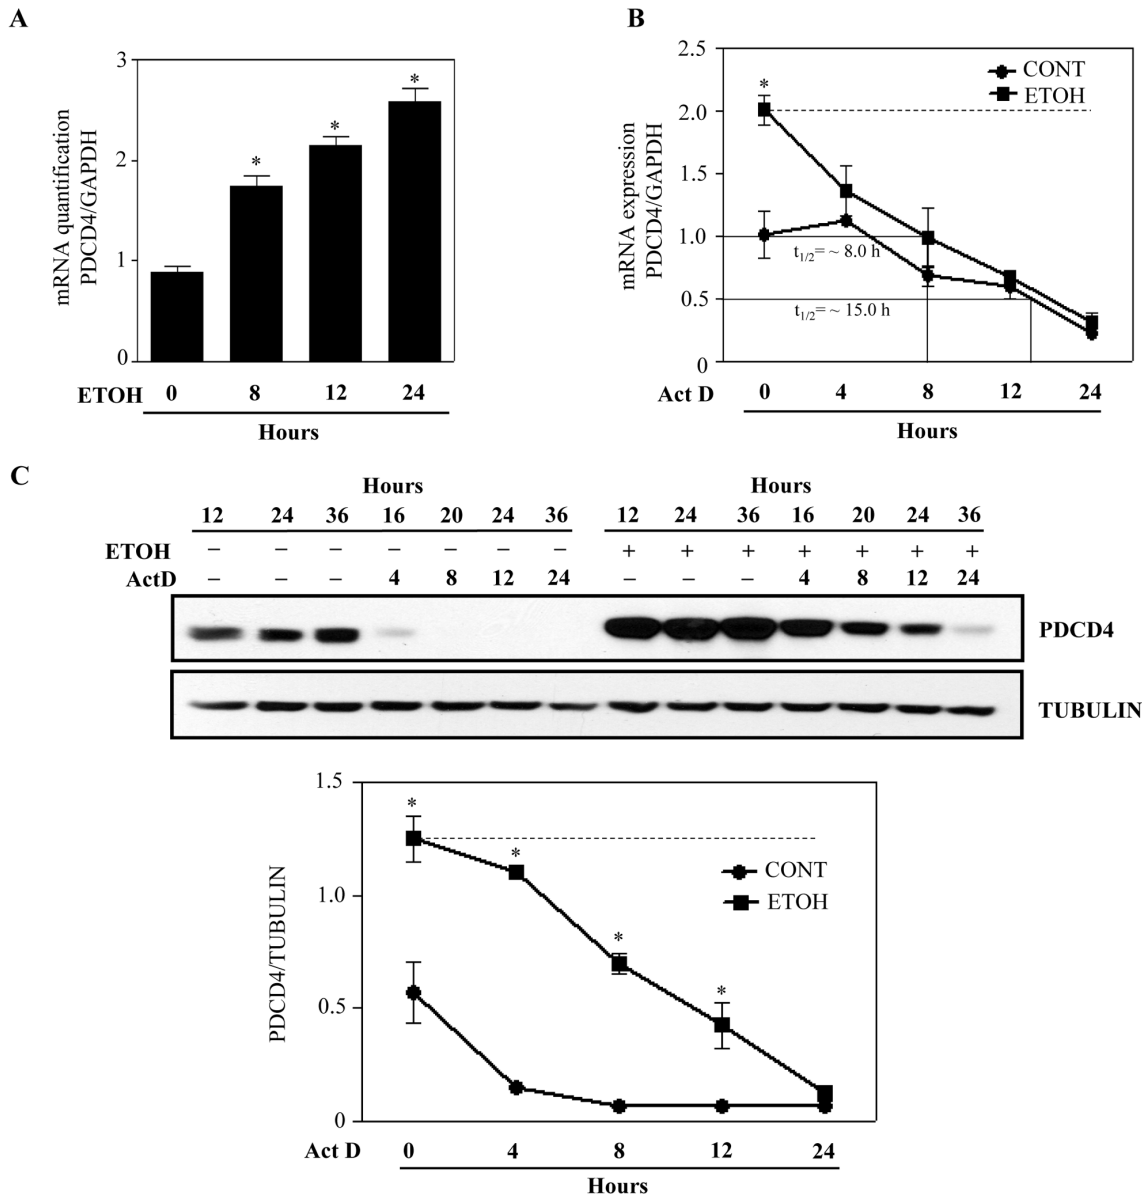 A
mRNA quantification
PDCD4/GAPDH
3
2
1
0
*
*
*
ETOH 0 8 12 24
Hours
B
mRNA expression
PDCD4/GAPDH
2.5
2.0
1.5
1.0
0.5
0
*
CONT
ETOH
t1/2= ~ 8.0 h
t1/2= ~ 15.0 h
Act D 0 4 8 12 24
Hours
C
Hours Hours
12 24 36 16 20 24 36 12 24 36 16 20 24 36
ETOH − − − − − − − + + + + + + +
ActD − − − 4 8 12 24 − − − 4 8 12 24
PDCD4
TUBULIN
PDCD4/TUBULIN
1.5
1.0
0.5
0
*
*
*
*
CONT
ETOH
Act D 0 4 8 12 24
Hours